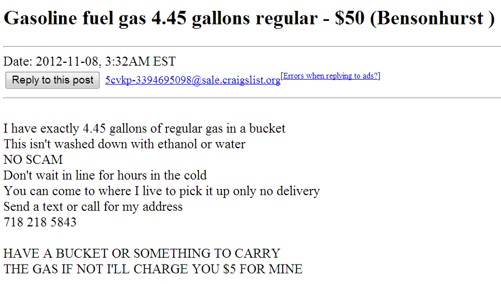 Gasoline fuel gas 4.45 gallons regular - $50 (Bensonhurst )
Date: 2012-11-08, 3:32AM EST
Reply to this post 5cvkp-3394695098@sale.craigslist.org [Errors when replying to ads?]
I have exactly 4.45 gallons of regular gas in a bucket
This isn't washed down with ethanol or water
NO SCAM
Don't wait in line for hours in the cold
You can come to where I live to pick it up only no delivery
Send a text or call for my address
718 218 5843
HAVE A BUCKET OR SOMETHING TO CARRY
THE GAS IF NOT I'LL CHARGE YOU $5 FOR MINE